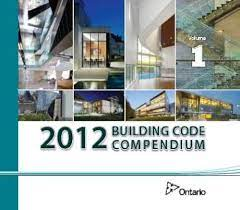 Volume
1
2012 BUILDING CODE
COMPENDIUM
Ontario